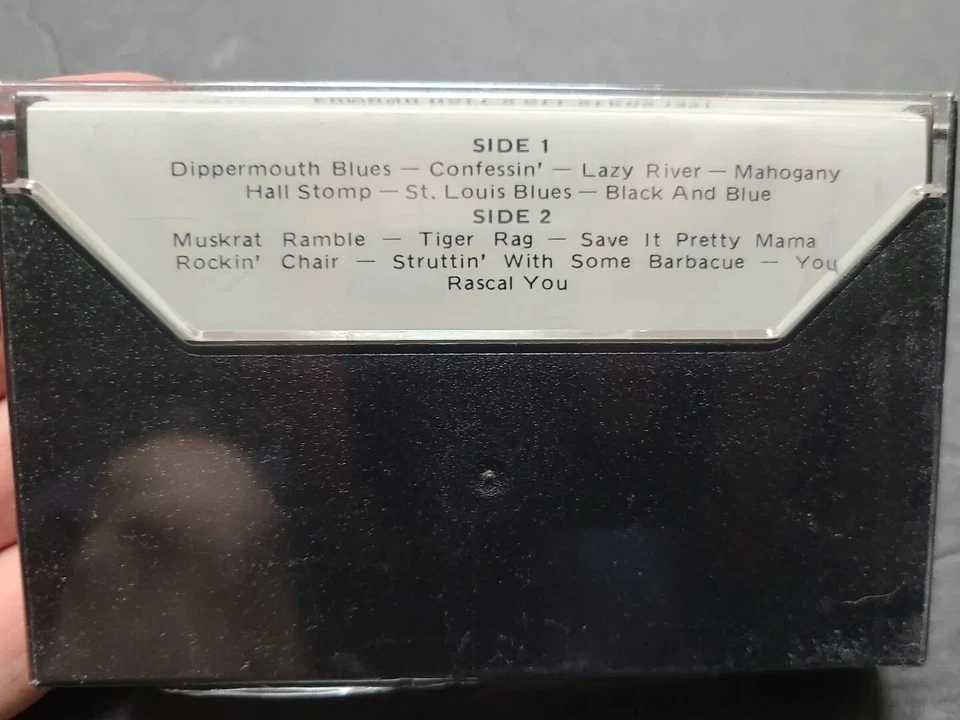 SIDE 1
Dippermouth Blues — Confessin' — Lazy River — Mahogany
Hall Stomp — St. Louis Blues — Black And Blue
SIDE 2
Muskrat Ramble — Tiger Rag — Save It Pretty Mama
Rockin' Chair — Struttin' With Some Barbacue — You
Rascal You